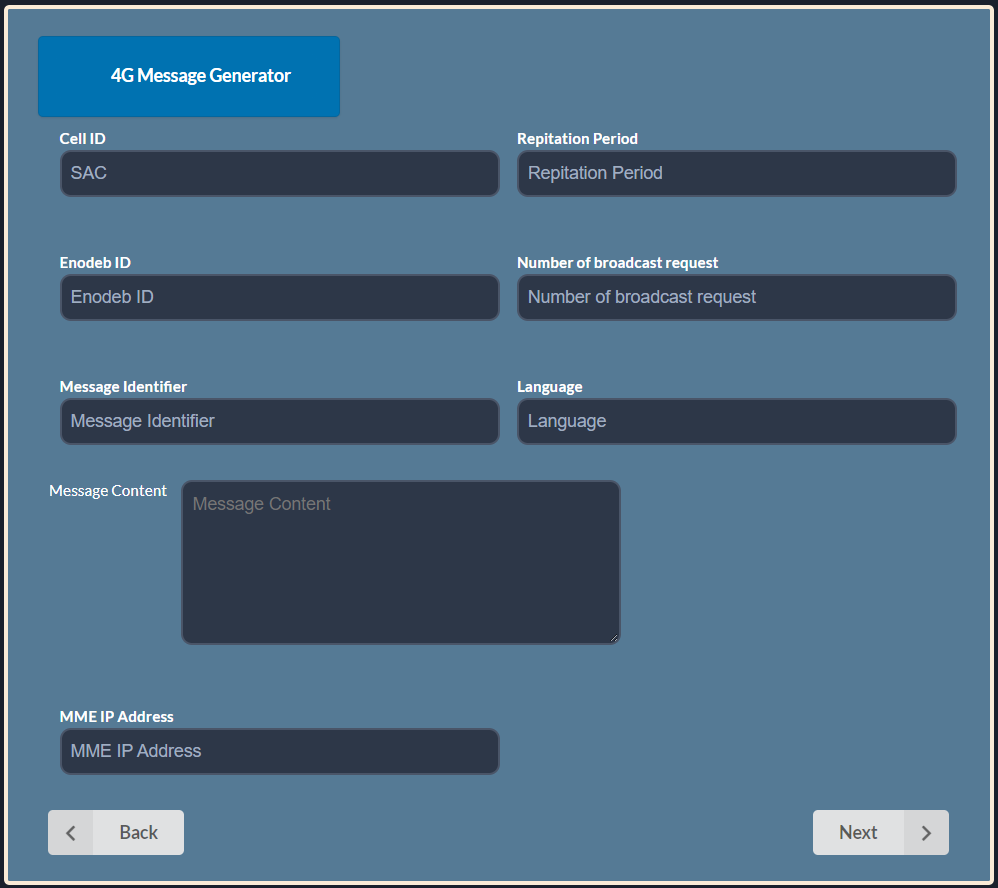 4G Message Generator
Cell ID
SAC
Repitation Period
Repitation Period
Enodeb ID
Enodeb ID
Number of broadcast request
Number of broadcast request
Message Identifier
Message Identifier
Language
Language
Message Content
Message Content
MME IP Address
MME IP Address
Back
Next